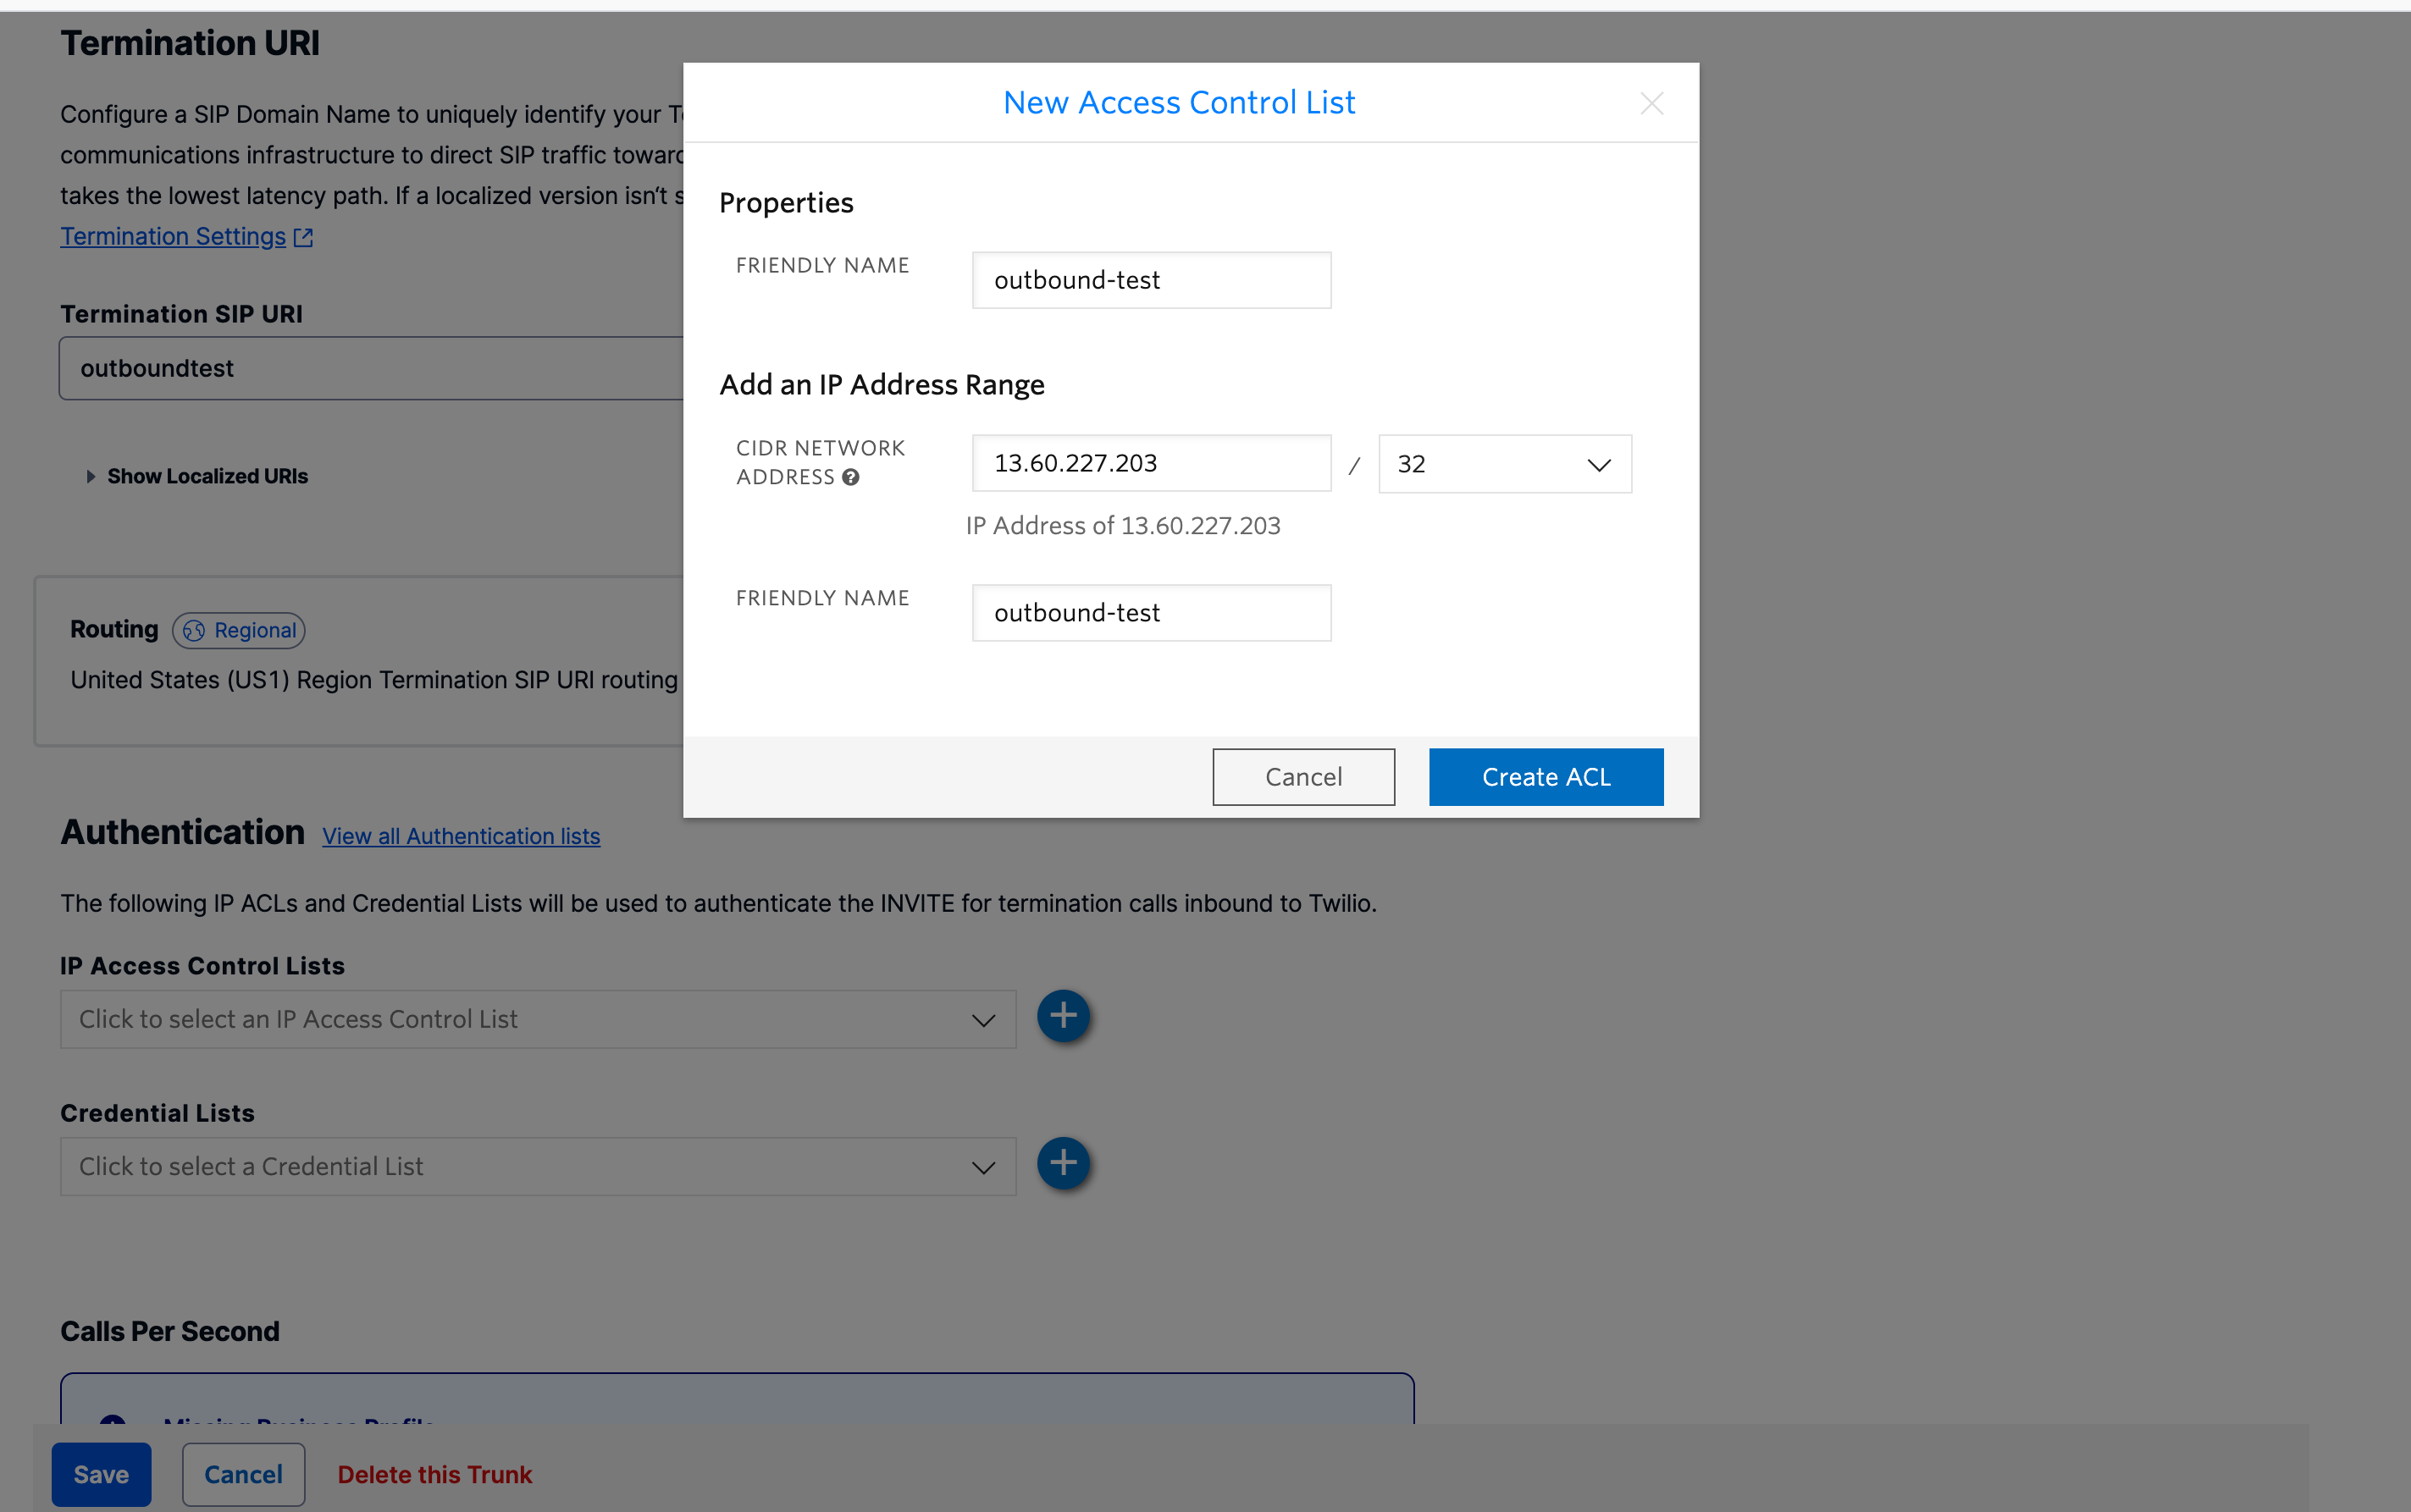 Termination URI
Configure a SIP Domain Name to uniquely identify your
communications infrastructure to direct SIP traffic
takes the lowest latency path. If a localized version isn't
Termination Settings
Termination SIP URI
outboundtest
Show Localized URIs
Routing Regional
United States (US1) Region Termination SIP URI routing
New Access Control List
Properties
FRIENDLY NAME outbound-test
Add an IP Address Range
CIDR NETWORK ADDRESS 13.60.227.203 / 32
IP Address of 13.60.227.203
FRIENDLY NAME outbound-test
Cancel Create ACL
Authentication View all Authentication lists
The following IP ACLs and Credential Lists will be used to authenticate the INVITE for termination calls inbound to Twilio.
IP Access Control Lists
Click to select an IP Access Control List
Credential Lists
Click to select a Credential List
Calls Per Second
Missing Business Profile
Save Cancel Delete this Trunk